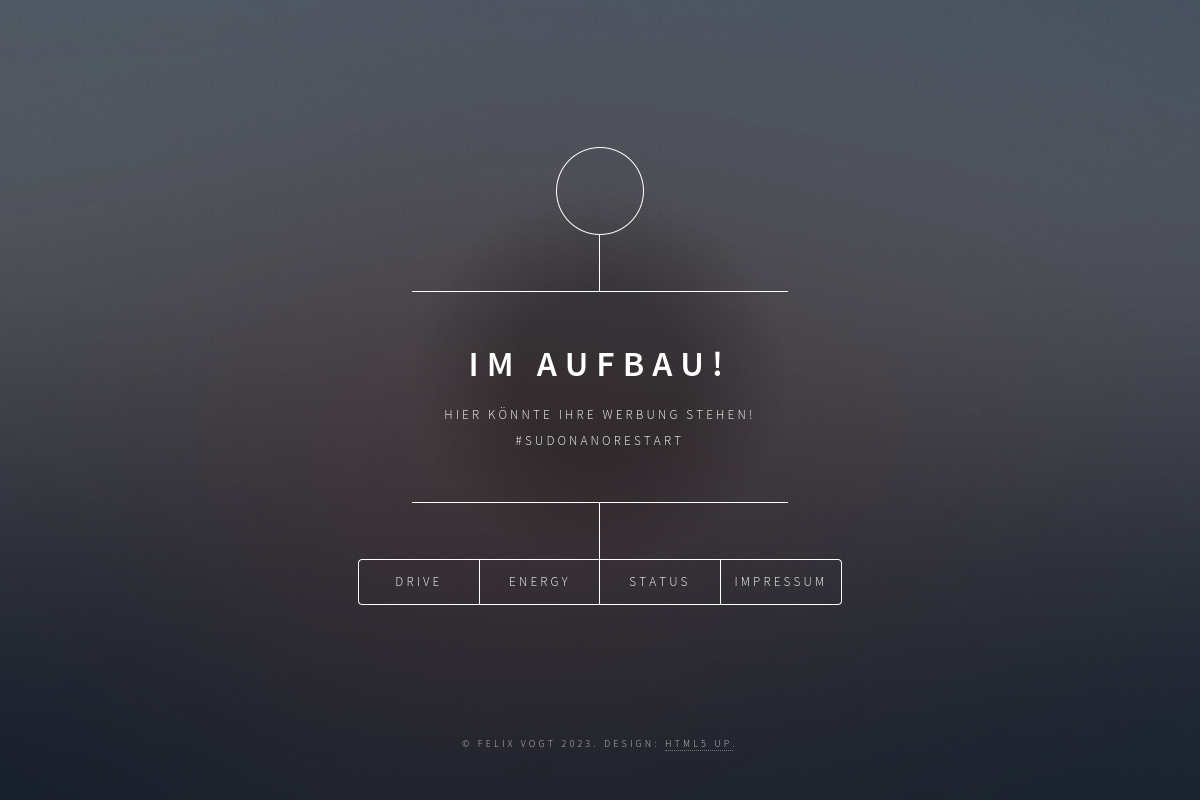 IM AUFBAU!
HIER KÖNNTE IHRE WERBUNG STEHEN!
#SUDONANORESTART
DRIVE ENERGY STATUS IMPRESSUM
© FELIX VOGT 2023. DESIGN: HTML5 UP.